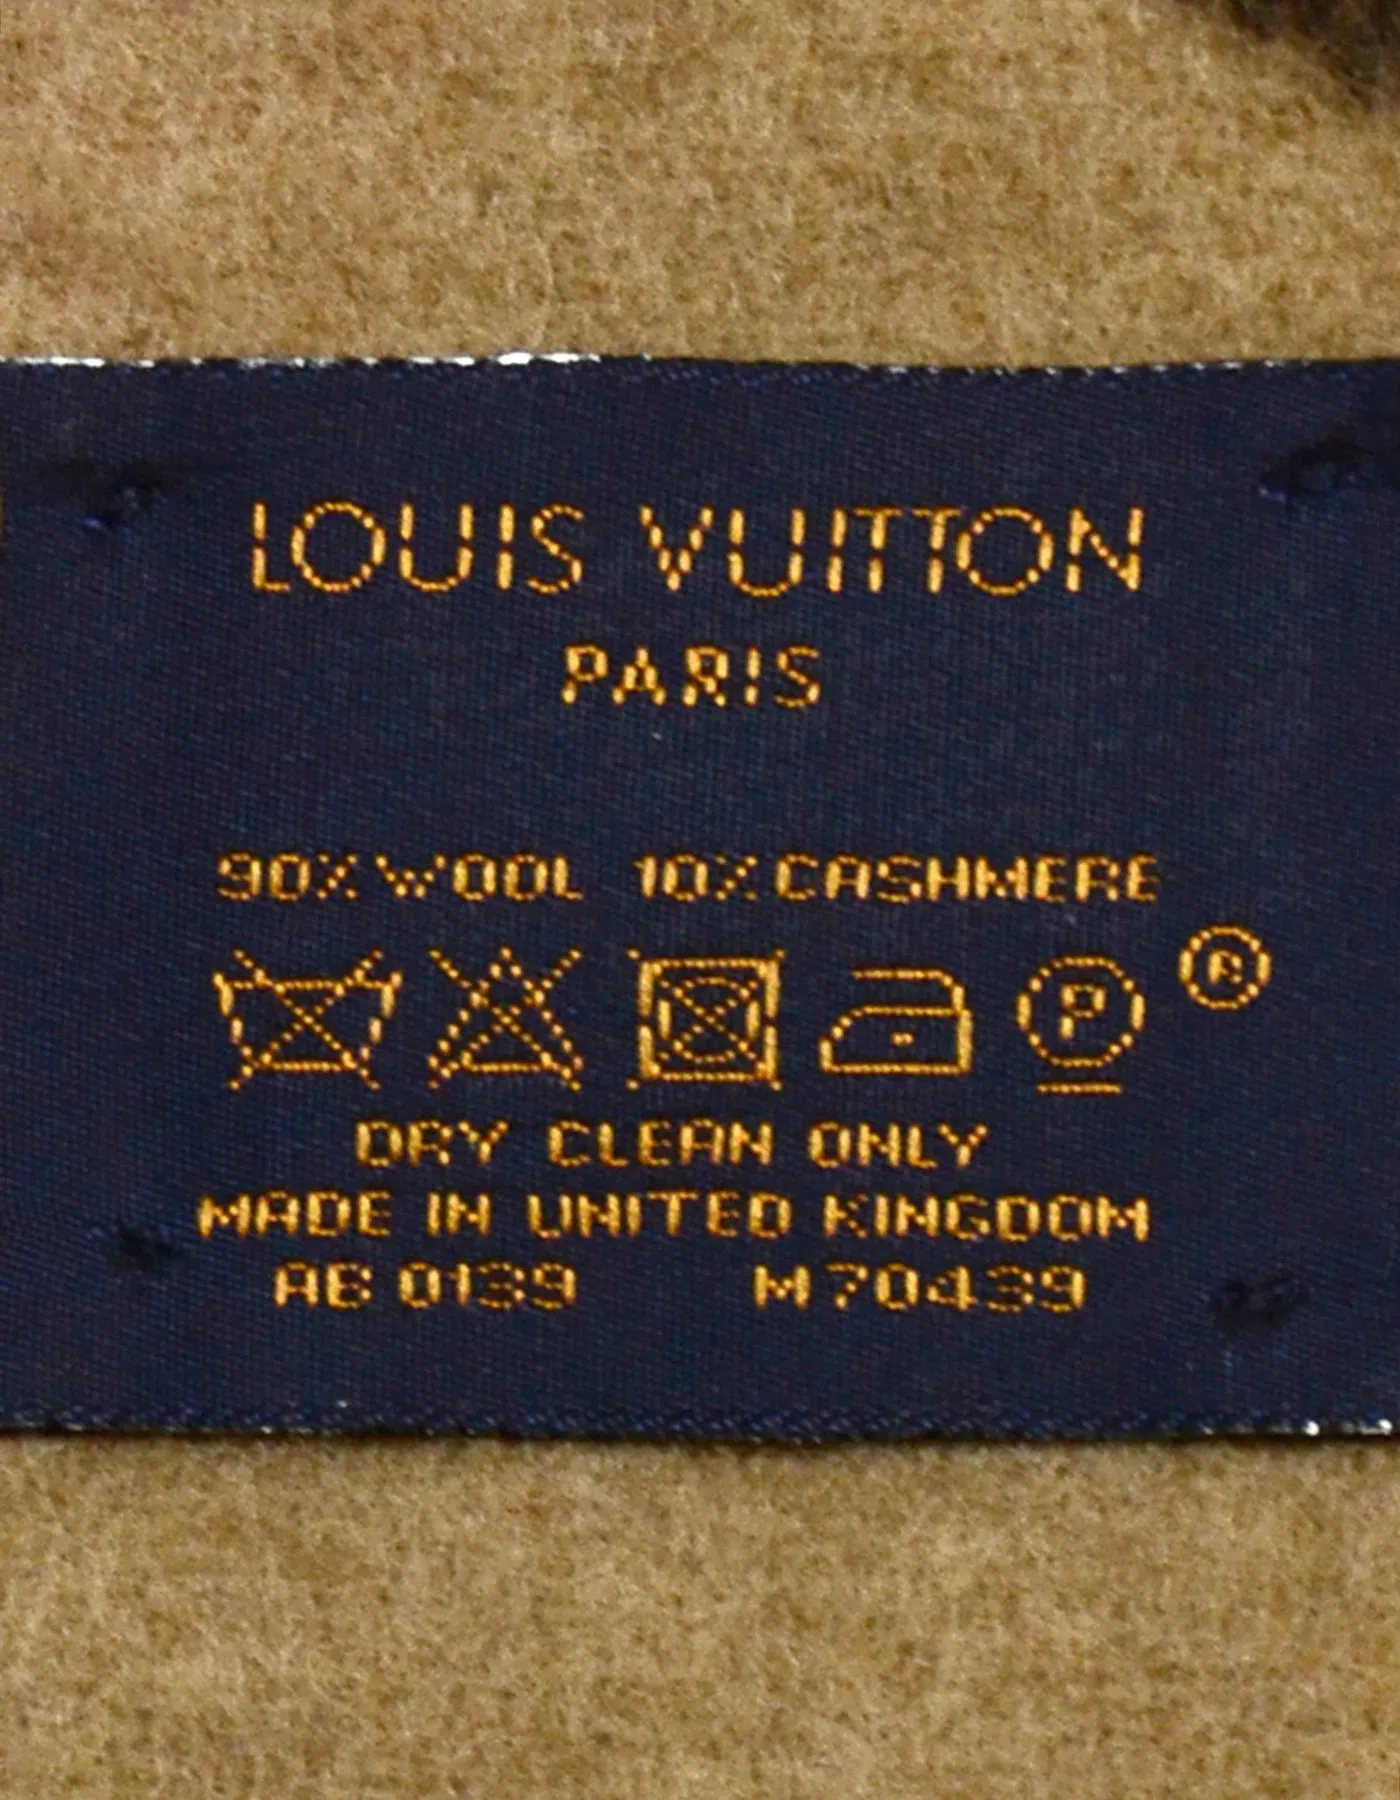 LOUIS VUITTON
PARIS
90% WOOL 10% CASHMERE
P ®
DRY CLEAN ONLY
MADE IN UNITED KINGDOM
AB 0139 M70439